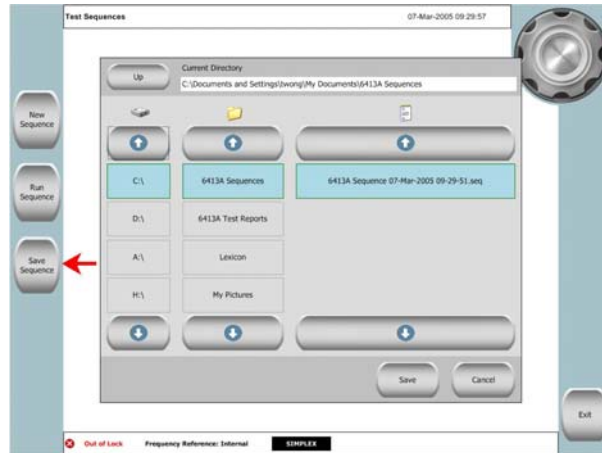 Test Sequences
07-Mar-2005 09:29:57
Up
Current Directory
C:\Documents and Settings\twong\My Documents\6413A Sequences
New
Sequence
Run
Sequence
Save
Sequence
C:\
6413A Sequences
6413A Sequence 07-Mar-2005 09-29-51.seq
D:\
6413A Test Reports
A:\
Lexicon
H:\
My Pictures
Save
Cancel
Exit
Out of Lock
Frequency Reference: Internal
SIMPLEX